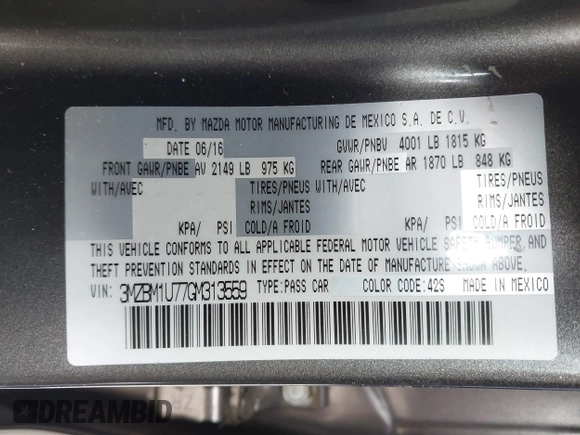 MFD. BY MAZDA MOTOR MANUFACTURING DE MEXICO S.A. DE C.V.
DATE 06/16 GVWR/PNBV 4001 LB 1815 KG
FRONT GAWR/PNBE AV 2149 LB 975 KG REAR GAWR/PNBE AR 1870 LB 848 KG
WITH/AVEC TIRES/PNEUS WITH/AVEC TIRES/PNEUS
RIMS/JANTES RIMS/JANTES
KPA/ PSI COLD/A FROID KPA/ PSI COLD/A FROID
THIS VEHICLE CONFORMS TO ALL APPLICABLE FEDERAL MOTOR VEHICLE SAFETY, BUMPER, AND
THEFT PREVENTION STANDARDS IN EFFECT ON THE DATE OF MANUFACTURE SHOWN ABOVE.
VIN: 3MZBM1U77GM313559 TYPE:PASS CAR COLOR CODE:42S MADE IN MEXICO
DREAMBID